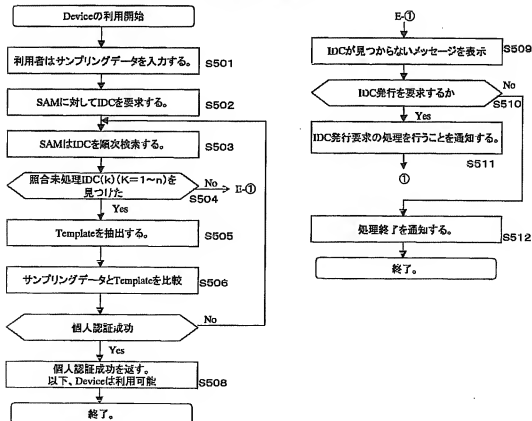 Deviceの利用開始
利用者はサンプリングデータを入力する。
S501
SAMに対してIDCを要求する。
S502
SAMはIDCを順次検索する。
S503
照合未処理IDC(k)(K=1~n)を
見つけた
No
E-①
S504
Yes
Templateを抽出する。
S505
サンプリングデータとTemplateを比較
S506
個人認証成功
No
Yes
個人認証成功を返す。
以下、Deviceは利用可能
S508
終了。
E-①
IDCが見つからないメッセージを表示
S509
IDC発行を要求するか
No
S510
Yes
IDC発行要求の処理を行うことを通知する。
S511
①
処理終了を通知する。
S512
終了。